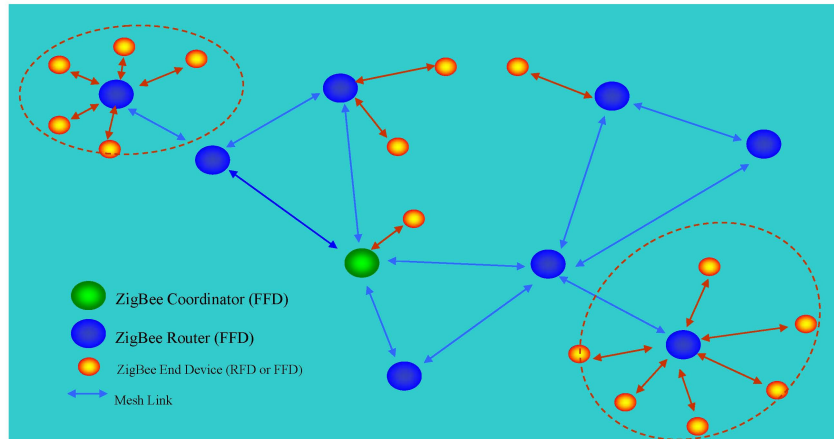 ZigBee Coordinator (FFD)
ZigBee Router (FFD)
ZigBee End Device (RFD or FFD)
Mesh Link